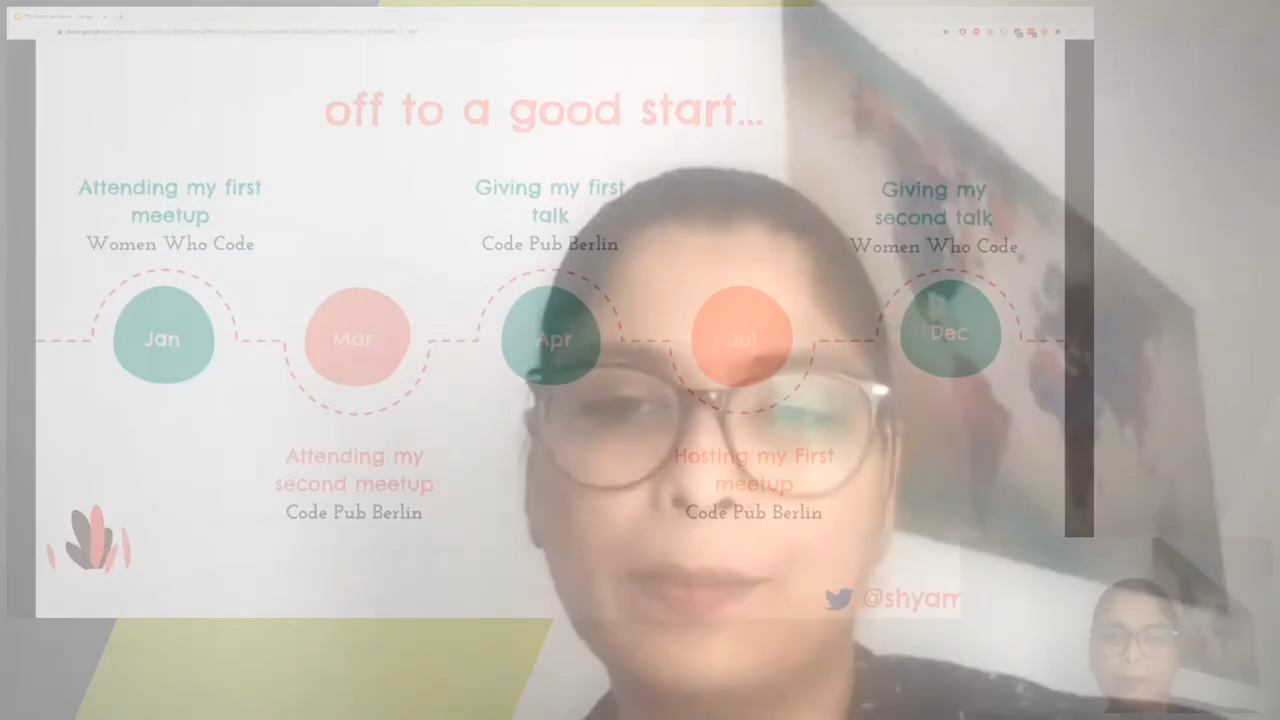 off to a good start...
Attending my first
meetup
Women Who Code
Giving my first
talk
Code Pub Berlin
Giving my
second talk
Women Who Code
Jan
Mar
Apr
Jul
Dec
Attending my
second meetup
Code Pub Berlin
Hosting my First
meetup
Code Pub Berlin
@shyam